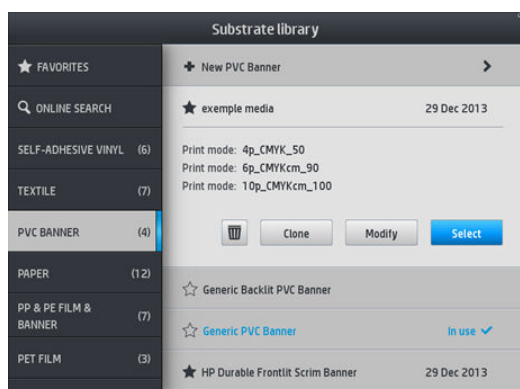 Substrate library
FAVORITES
ONLINE SEARCH
SELF-ADHESIVE VINYL (6)
TEXTILE (7)
PVC BANNER (4)
PAPER (12)
PP & PE FILM &
BANNER (7)
PET FILM (3)
New PVC Banner
exemple media 29 Dec 2013
Print mode: 4p_CMYK_50
Print mode: 6p_CMYKcm_90
Print mode: 10p_CMYKcm_100
Clone Modify Select
Generic Backlit PVC Banner
Generic PVC Banner In use
HP Durable Frontlit Scrim Banner 29 Dec 2013